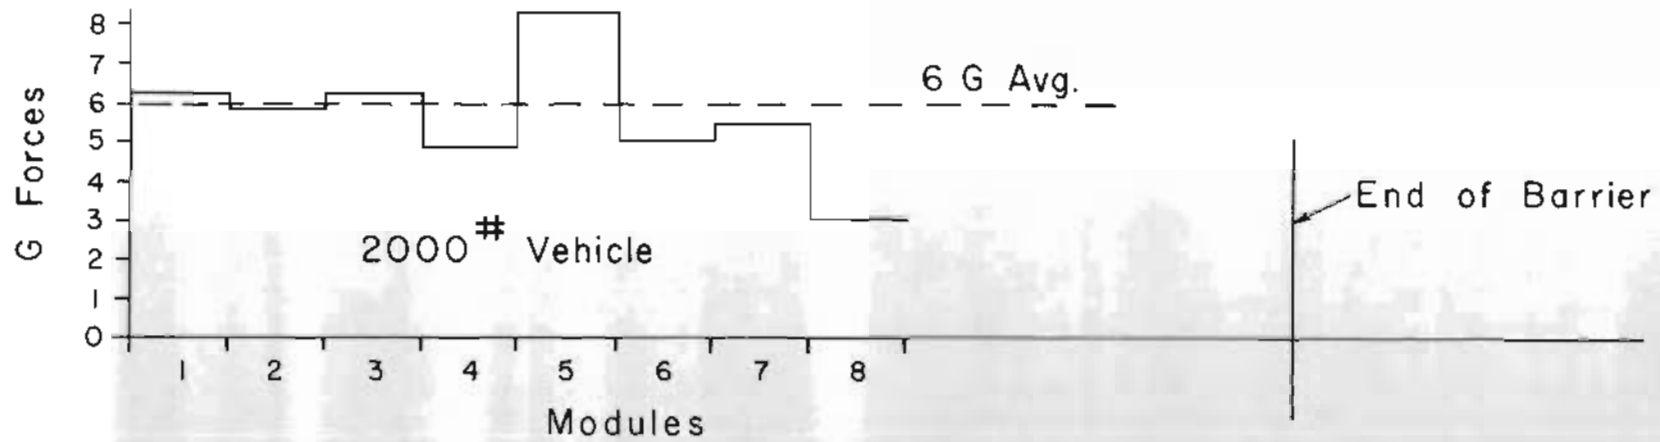 8
7
6 G Avg.
6
5
4
End of Barrier
3
2000# Vehicle
2
1
0
1 2 3 4 5 6 7 8
G Forces
Modules